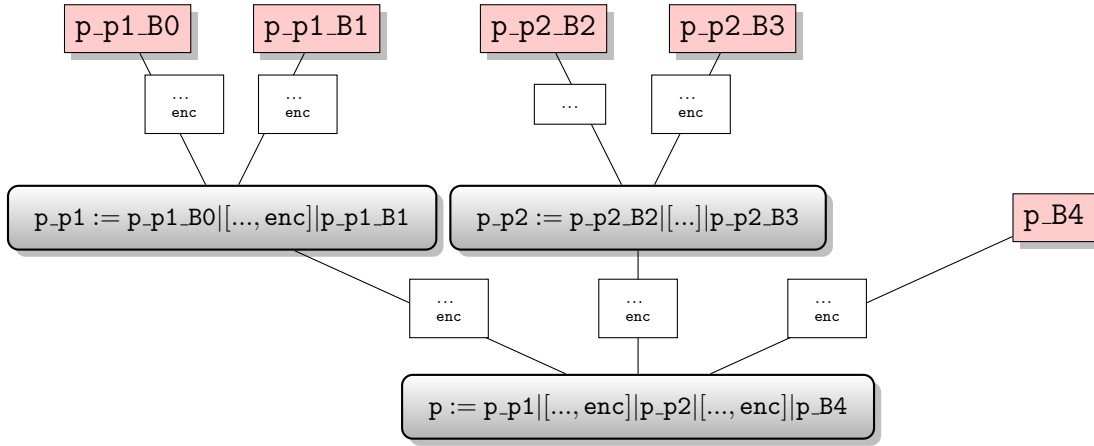 p_p1_B0
p_p1_B1
p_p2_B2
p_p2_B3
...
enc
...
enc
...
...
enc
p_p1 := p_p1_B0|[..., enc]|p_p1_B1
p_p2 := p_p2_B2|[...]|p_p2_B3
p_B4
...
enc
...
enc
...
enc
p := p_p1|[..., enc]|p_p2|[..., enc]|p_B4